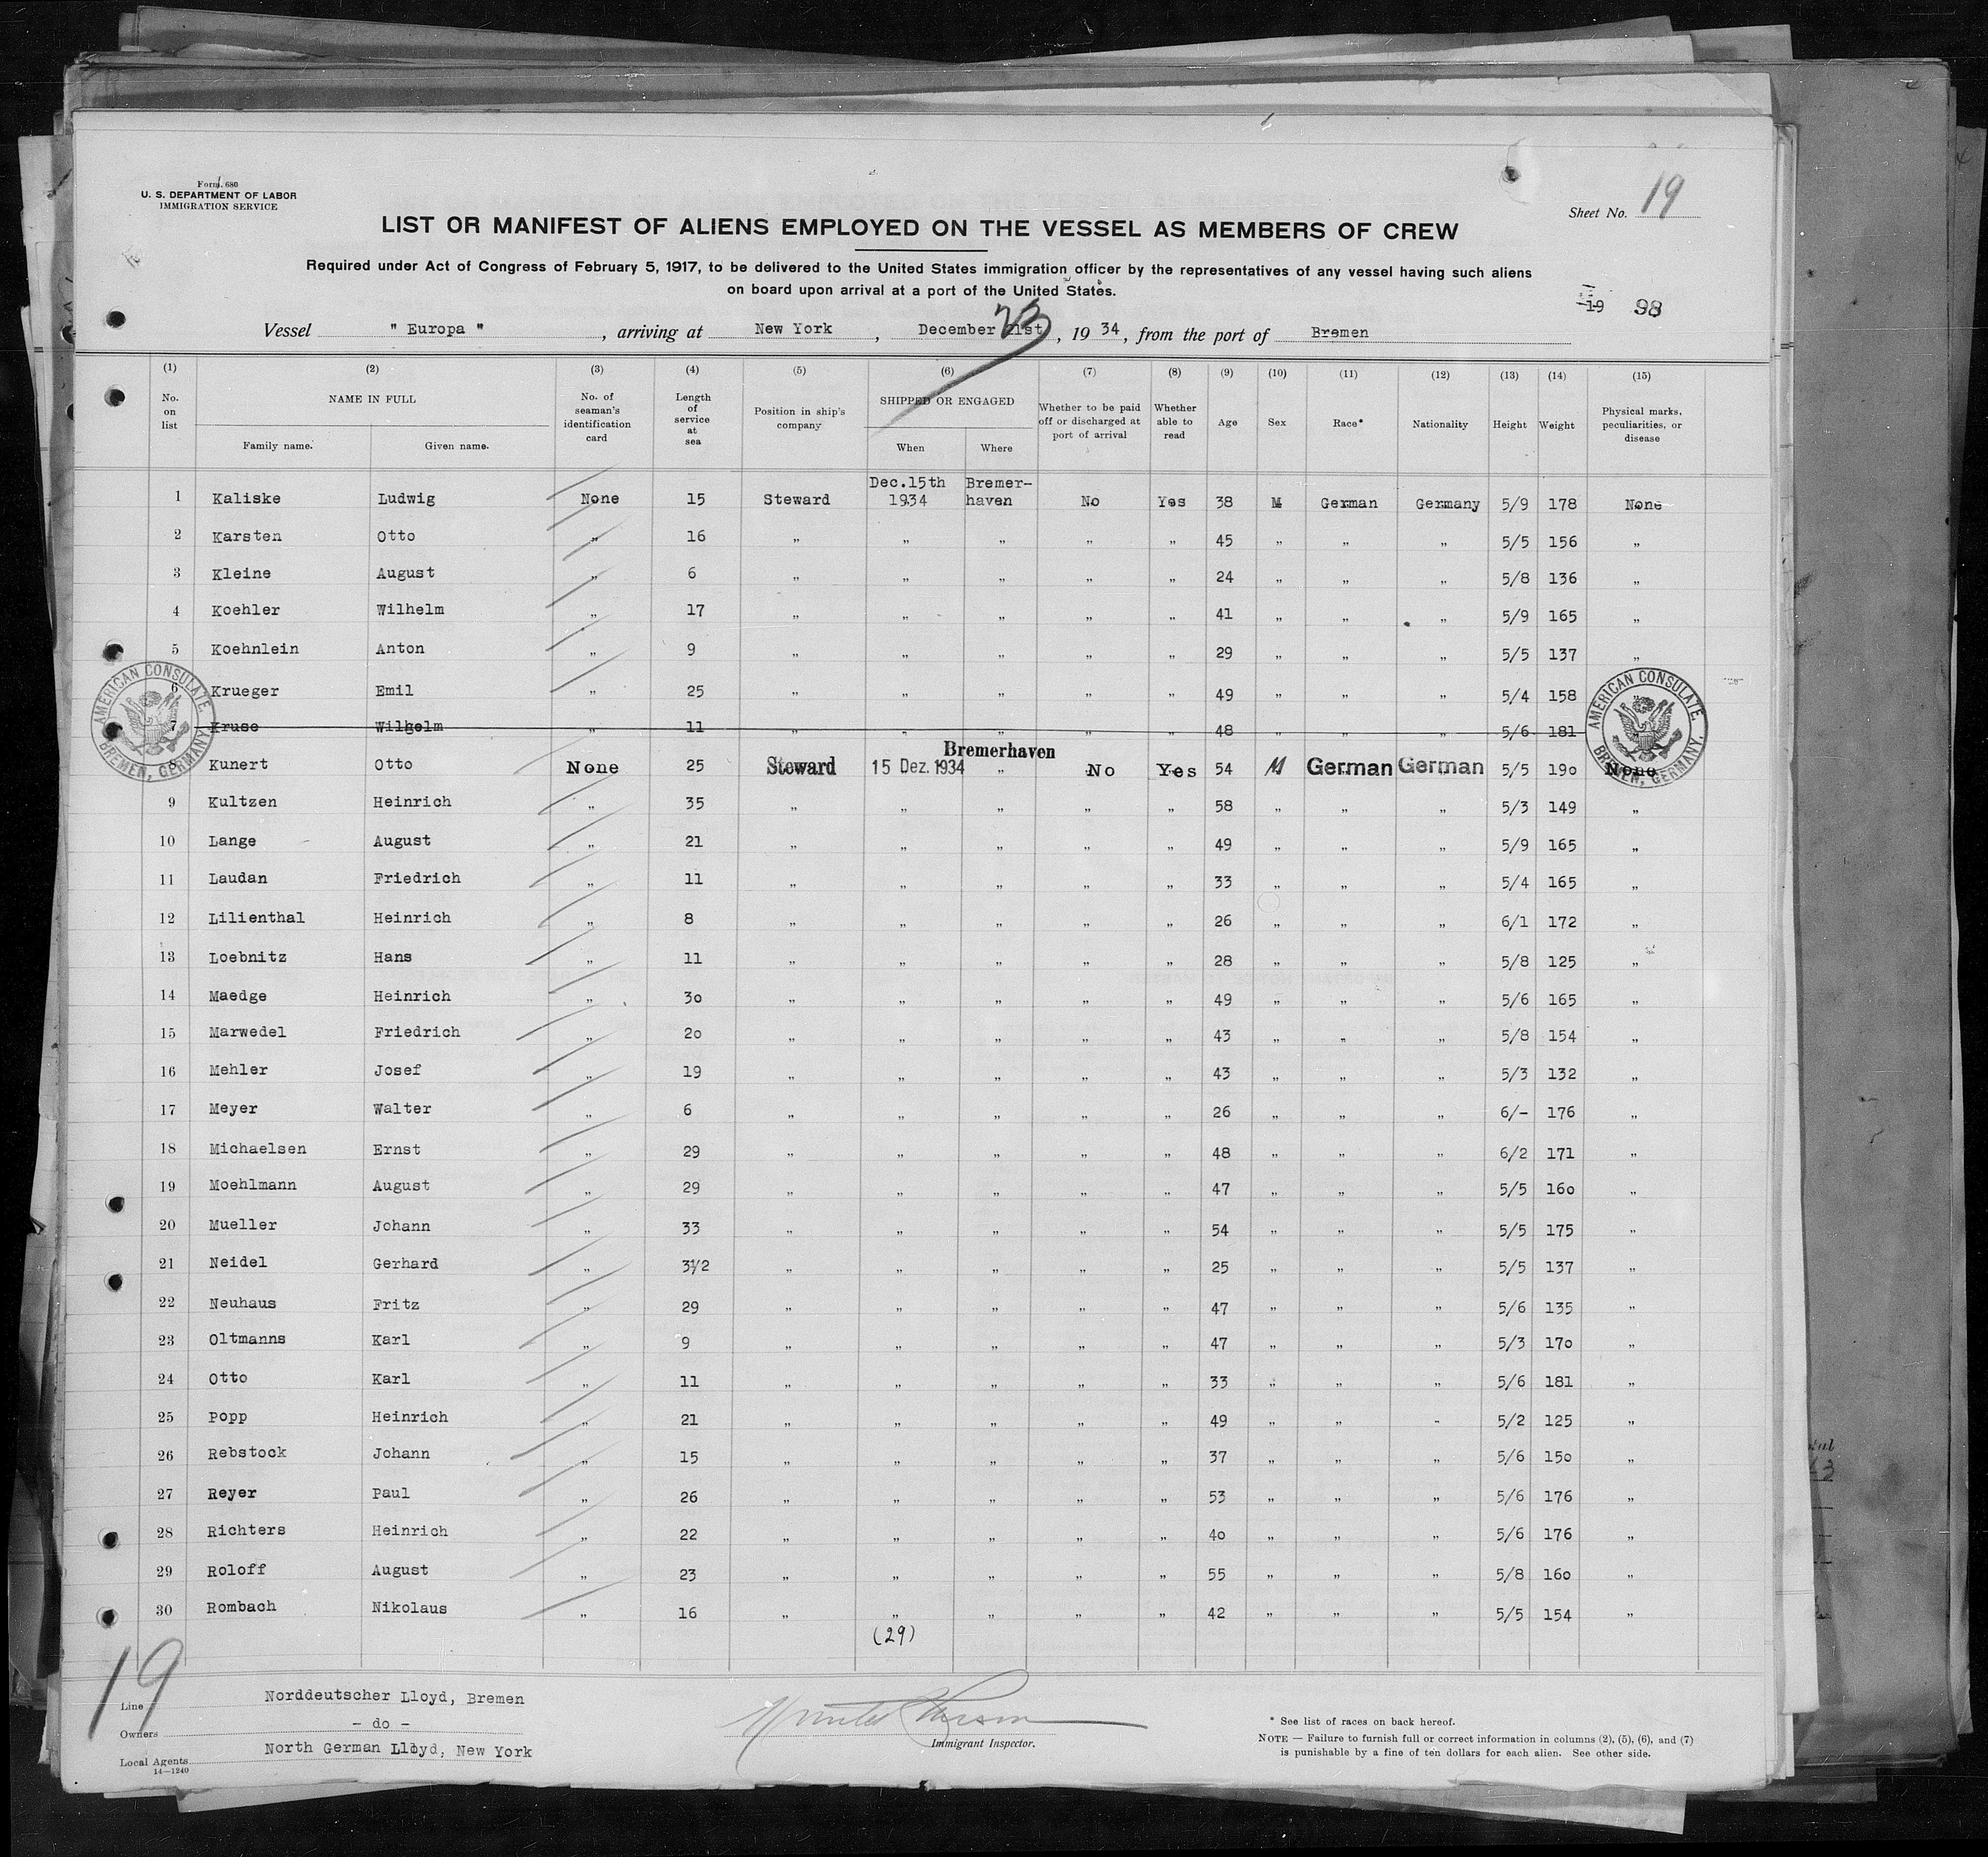 Form 680
U. S. DEPARTMENT OF LABOR
IMMIGRATION SERVICE
Sheet No. 19
LIST OR MANIFEST OF ALIENS EMPLOYED ON THE VESSEL AS MEMBERS OF CREW
Required under Act of Congress of February 5, 1917, to be delivered to the United States immigration officer by the representatives of any vessel having such aliens
on board upon arrival at a port of the United States.
19 98
Vessel " Europa " , arriving at New York , December 21st 23 , 19 34 , from the port of Bremen
(1) (2) (3) (4) (5) (6) (7) (8) (9) (10) (11) (12) (13) (14) (15)
No. on list NAME IN FULL Family name. Given name. No. of seaman's identification card Length of service at sea Position in ship's company SHIPPED OR ENGAGED When Where Whether to be paid off or discharged at port of arrival Whether able to read Age Sex Race* Nationality Height Weight Physical marks, peculiarities, or disease
1 Kaliske Ludwig None 15 Steward Dec.15th 1934 Bremer-haven No Yes 38 M German Germany 5/9 178 None
2 Karsten Otto „ 16 „ „ „ „ „ 45 „ „ „ 5/5 156 „
3 Kleine August „ 6 „ „ „ „ „ 24 „ „ „ 5/8 136 „
4 Koehler Wilhelm „ 17 „ „ „ „ „ 41 „ „ „ 5/9 165 „
5 Koehnlein Anton „ 9 „ „ „ „ „ 29 „ „ „ 5/5 137 „
6 Krueger Emil „ 25 „ „ „ „ „ 49 „ „ „ 5/4 158
7 Kruse Wilhelm „ 11 „ „ „ „ „ 48 „ „ „ 5/6 181
8 Kunert Otto None 25 Steward 15 Dez. 1934 Bremerhaven „ No Yes 54 M German German 5/5 190 None
AMERICAN CONSULATE
BREMEN, GERMANY
AMERICAN CONSULATE
BREMEN, GERMANY.
9 Kultzen Heinrich „ 35 „ „ „ „ „ 58 „ „ „ 5/3 149 „
10 Lange August „ 21 „ „ „ „ „ 49 „ „ „ 5/9 165 „
11 Laudan Friedrich „ 11 „ „ „ „ „ 33 „ „ „ 5/4 165 „
12 Lilienthal Heinrich „ 8 „ „ „ „ „ 26 „ „ „ 6/1 172 „
13 Loebnitz Hans „ 11 „ „ „ „ „ 28 „ „ „ 5/8 125 „
14 Maedge Heinrich „ 30 „ „ „ „ „ 49 „ „ „ 5/6 165 „
15 Marwedel Friedrich „ 20 „ „ „ „ „ 43 „ „ „ 5/8 154 „
16 Mehler Josef „ 19 „ „ „ „ „ 43 „ „ „ 5/3 132 „
17 Meyer Walter „ 6 „ „ „ „ „ 26 „ „ „ 6/- 176 „
18 Michaelsen Ernst „ 29 „ „ „ „ „ 48 „ „ „ 6/2 171 „
19 Moehlmann August „ 29 „ „ „ „ „ 47 „ „ „ 5/5 160 „
20 Mueller Johann „ 33 „ „ „ „ „ 54 „ „ „ 5/5 175 „
21 Neidel Gerhard „ 3½ „ „ „ „ „ 25 „ „ „ 5/5 137 „
22 Neuhaus Fritz „ 29 „ „ „ „ „ 47 „ „ „ 5/6 135 „
23 Oltmanns Karl „ 9 „ „ „ „ „ 47 „ „ „ 5/3 170 „
24 Otto Karl „ 11 „ „ „ „ „ 33 „ „ „ 5/6 181 „
25 Popp Heinrich „ 21 „ „ „ „ „ 49 „ „ „ 5/2 125 „
26 Rebstock Johann „ 15 „ „ „ „ „ 37 „ „ „ 5/6 150 „
27 Reyer Paul „ 26 „ „ „ „ „ 53 „ „ „ 5/6 176 „
28 Richters Heinrich „ 22 „ „ „ „ „ 40 „ „ „ 5/6 176 „
29 Roloff August „ 23 „ „ „ „ „ 55 „ „ „ 5/8 160 „
30 Rombach Nikolaus „ 16 „ „ „ „ „ 42 „ „ „ 5/5 154 „
(29)
19
Line Norddeutscher Lloyd, Bremen
Owners - do -
Local Agents North German Lloyd, New York
14—1240
Immigrant Inspector.
* See list of races on back hereof.
NOTE — Failure to furnish full or correct information in columns (2), (5), (6), and (7)
is punishable by a fine of ten dollars for each alien. See other side.